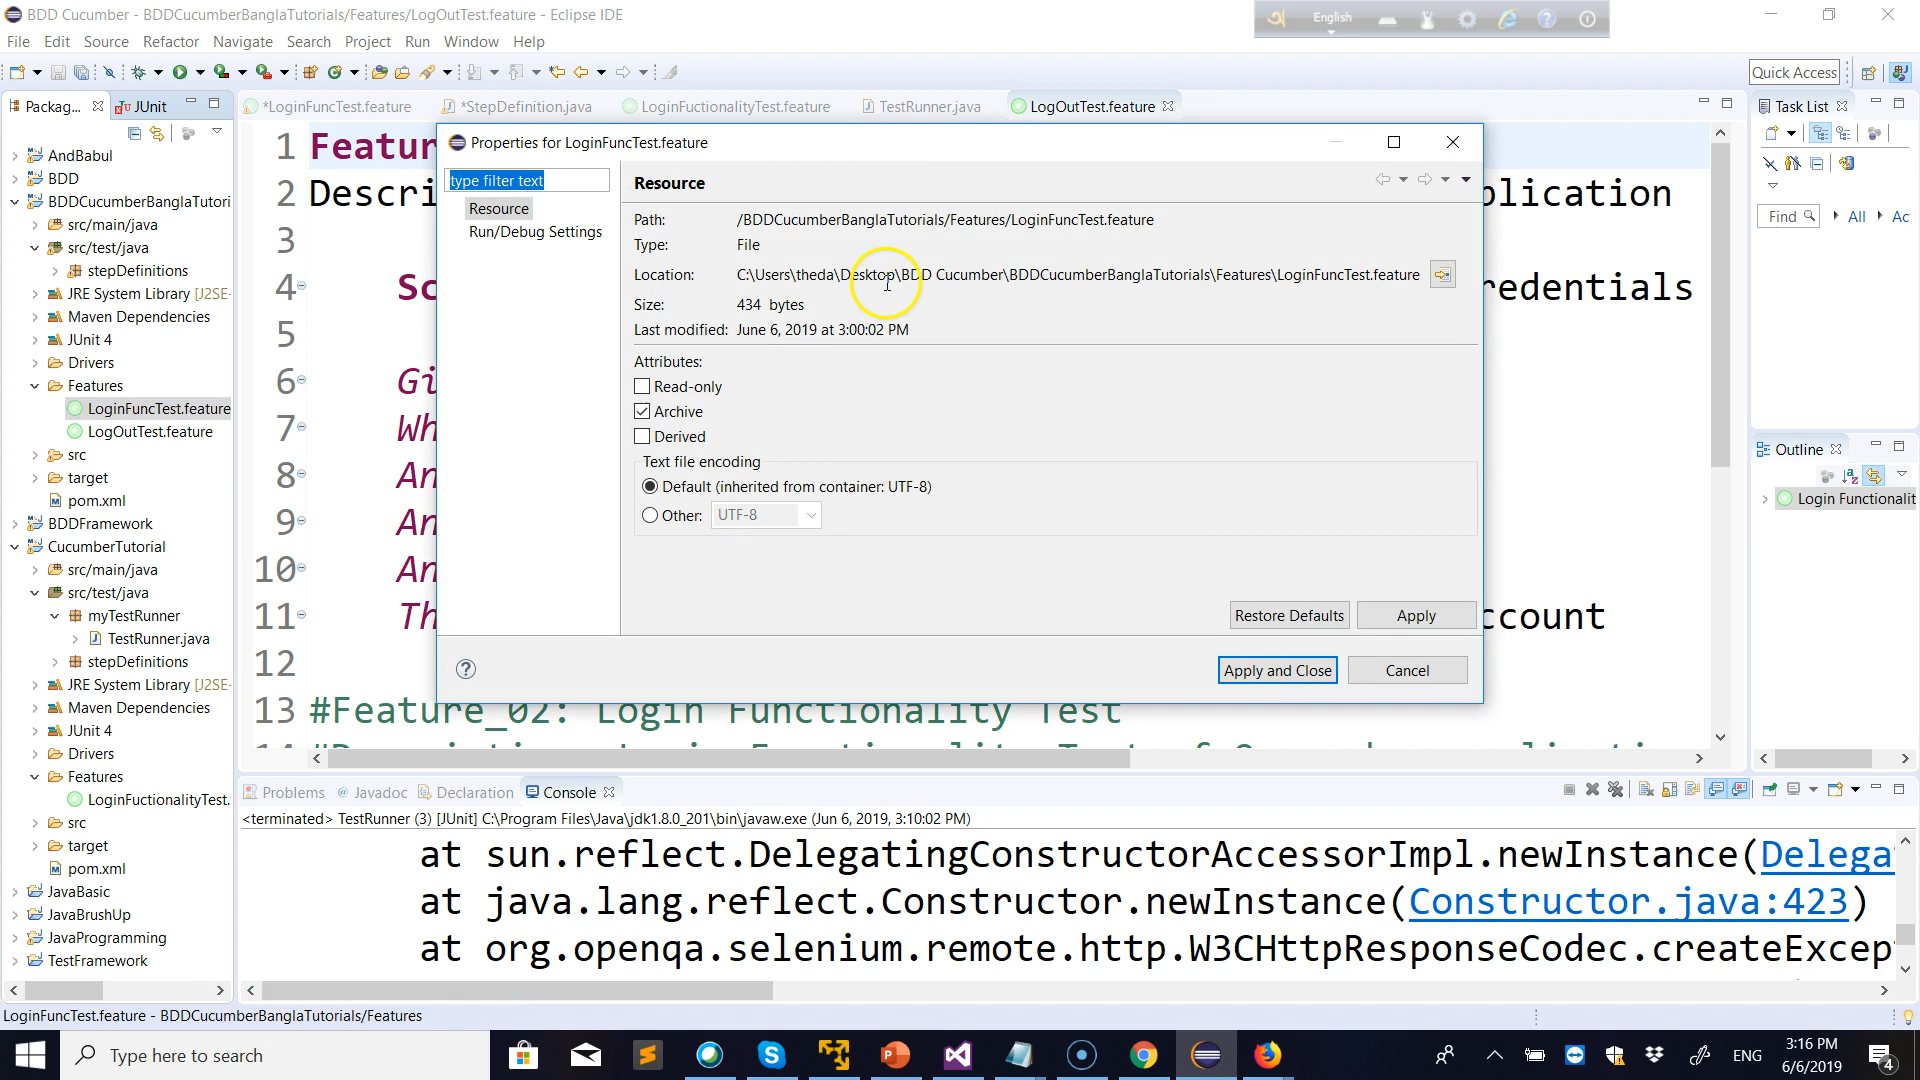 BDD Cucumber - BDDCucumberBanglaTutorials/Features/LogOutTest.feature - Eclipse IDE
English
File Edit Source Refactor Navigate Search Project Run Window Help
Quick Access
Packag... JUnit
*LoginFuncTest.feature *StepDefinition.java LoginFuctionalityTest.feature TestRunner.java LogOutTest.feature
Task List
AndBabul
BDD
BDDCucumberBanglaTutori
src/main/java
src/test/java
stepDefinitions
JRE System Library [J2SE-
Maven Dependencies
JUnit 4
Drivers
Features
LoginFuncTest.feature
LogOutTest.feature
src
target
pom.xml
BDDFramework
CucumberTutorial
src/main/java
src/test/java
myTestRunner
TestRunner.java
stepDefinitions
JRE System Library [J2SE-
Maven Dependencies
JUnit 4
Drivers
Features
LoginFuctionalityTest.
src
target
pom.xml
JavaBasic
JavaBrushUp
JavaProgramming
TestFramework
1 Featur
2 Descri plication
3
4 Sc redentials
5
6 Gi
7 Wh
8 An
9 An
10 An
11 Th ccount
12
13 #Feature_02: Login Functionality Test
Properties for LoginFuncTest.feature
type filter text
Resource
Run/Debug Settings
Resource
Path: /BDDCucumberBanglaTutorials/Features/LoginFuncTest.feature
Type: File
Location: C:\Users\theda\Desktop\BDD Cucumber\BDDCucumberBanglaTutorials\Features\LoginFuncTest.feature
Size: 434 bytes
Last modified: June 6, 2019 at 3:00:02 PM
Attributes:
Read-only
Archive
Derived
Text file encoding
Default (inherited from container: UTF-8)
Other: UTF-8
Restore Defaults Apply
Apply and Close Cancel
Find All Ac
Outline
Login Functionalit
Problems Javadoc Declaration Console
<terminated> TestRunner (3) [JUnit] C:\Program Files\Java\jdk1.8.0_201\bin\javaw.exe (Jun 6, 2019, 3:10:02 PM)
at sun.reflect.DelegatingConstructorAccessorImpl.newInstance(Delega
at java.lang.reflect.Constructor.newInstance(Constructor.java:423)
at org.openqa.selenium.remote.http.W3CHttpResponseCodec.createExcep
LoginFuncTest.feature - BDDCucumberBanglaTutorials/Features
Type here to search
ENG
3:16 PM
6/6/2019
4